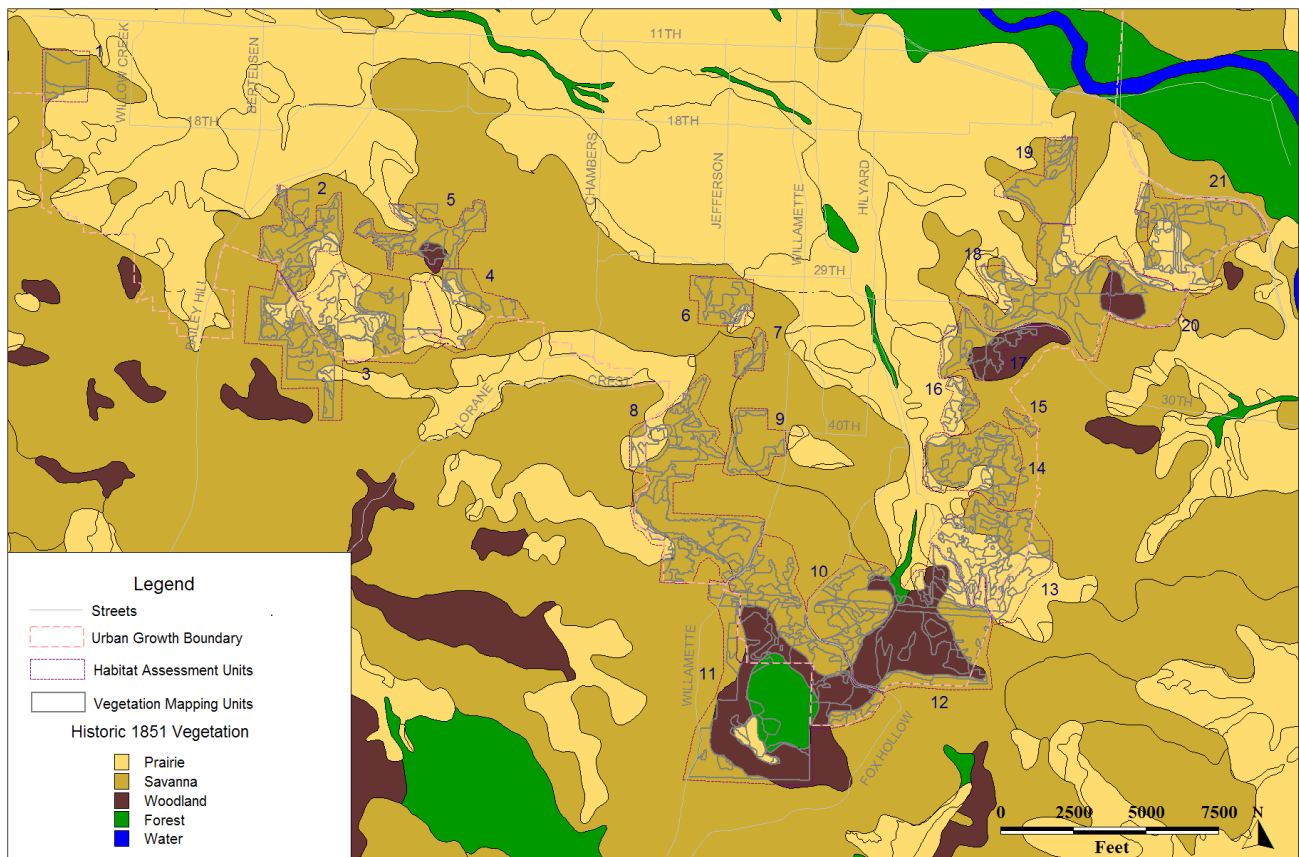 11TH
WILLOW CREEK
BERTELSEN
1
18TH
18TH
CHAMBERS
JEFFERSON
WILLAMETTE
HILYARD
19
21
2
5
29TH
18
4
6
7
20
17
BAILEY HILL
3
CREST
16
30TH
LORANE
8
9
40TH
15
14
10
13
11
WILLAMETTE
12
FOX HOLLOW
Legend
Streets
Urban Growth Boundary
Habitat Assessment Units
Vegetation Mapping Units
Historic 1851 Vegetation
Prairie
Savanna
Woodland
Forest
Water
0 2500 5000 7500 N
Feet